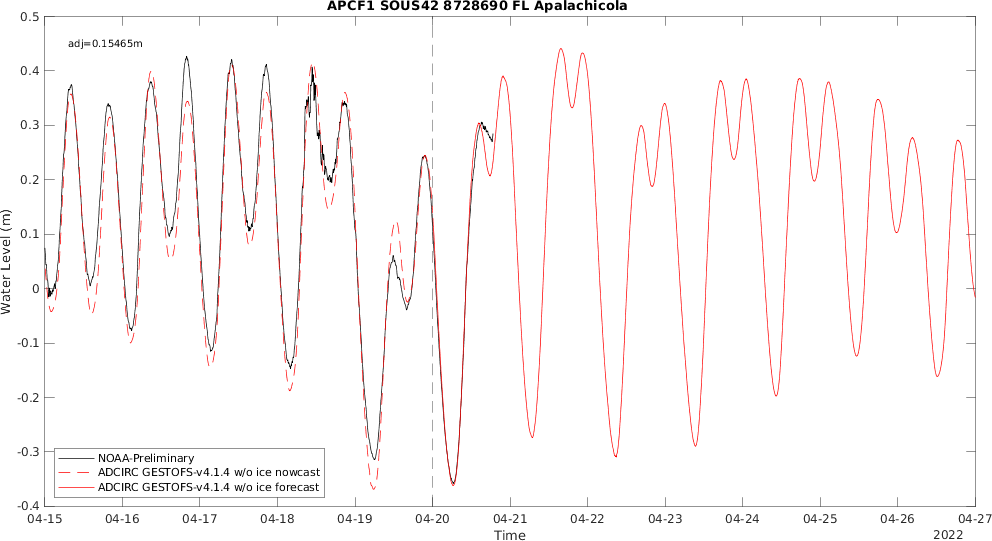 APCF1 SOUS42 8728690 FL Apalachicola
adj=0.15465m
0.5
0.4
0.3
0.2
0.1
0
-0.1
-0.2
-0.3
-0.4
Water Level (m)
NOAA-Preliminary
ADCIRC GESTOFS-v4.1.4 w/o ice nowcast
ADCIRC GESTOFS-v4.1.4 w/o ice forecast
04-15 04-16 04-17 04-18 04-19 04-20 04-21 04-22 04-23 04-24 04-25 04-26 04-27
Time
2022